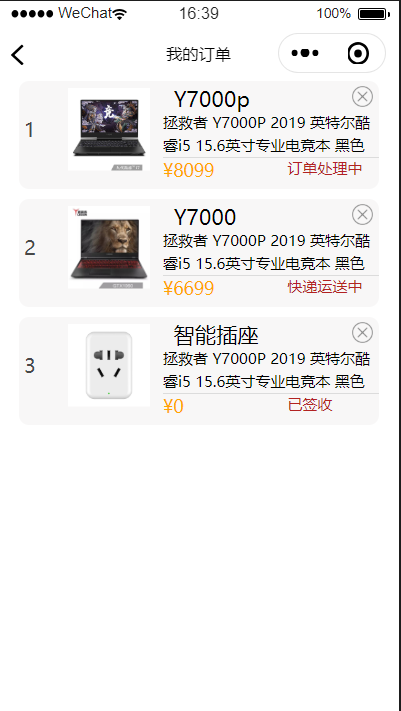 WeChat 16:39 100%
我的订单
Y7000p
1
拯救者 Y7000P 2019 英特尔酷
睿i5 15.6英寸专业电竞本 黑色
¥8099 订单处理中
Y7000
2
拯救者 Y7000P 2019 英特尔酷
睿i5 15.6英寸专业电竞本 黑色
¥6699 快递运送中
智能插座
3
拯救者 Y7000P 2019 英特尔酷
睿i5 15.6英寸专业电竞本 黑色
¥0 已签收